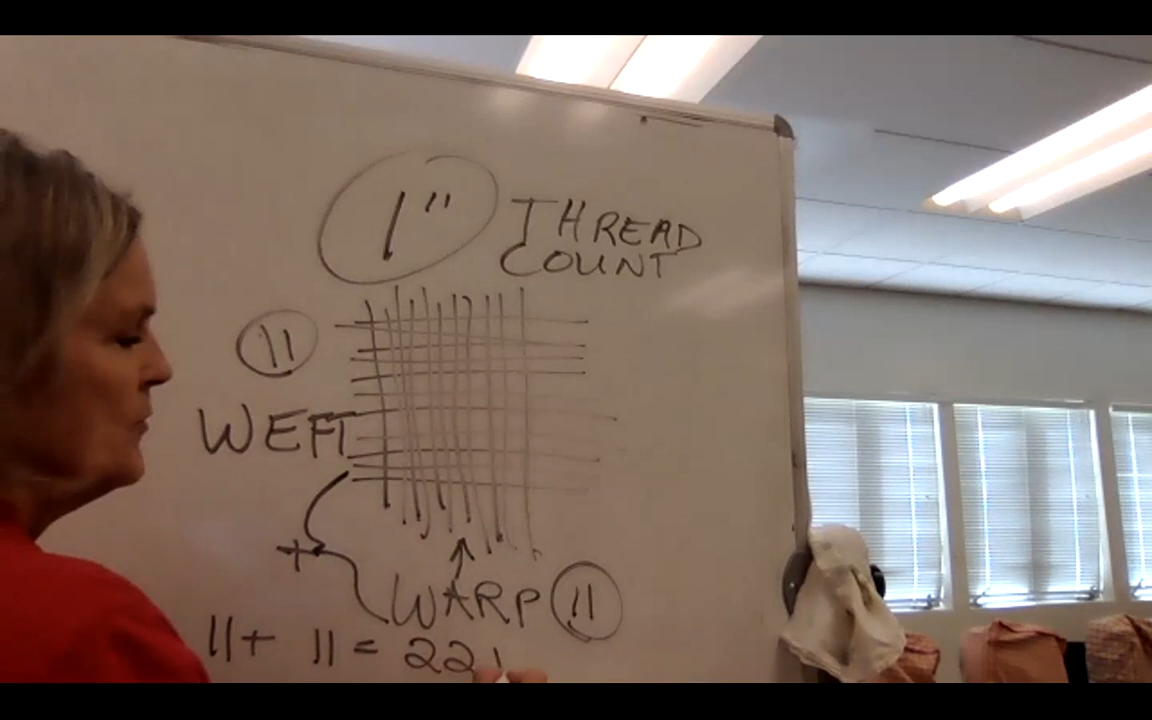 1" THREAD
COUNT
11
WEFT
+
WARP 11
11 + 11 = 22